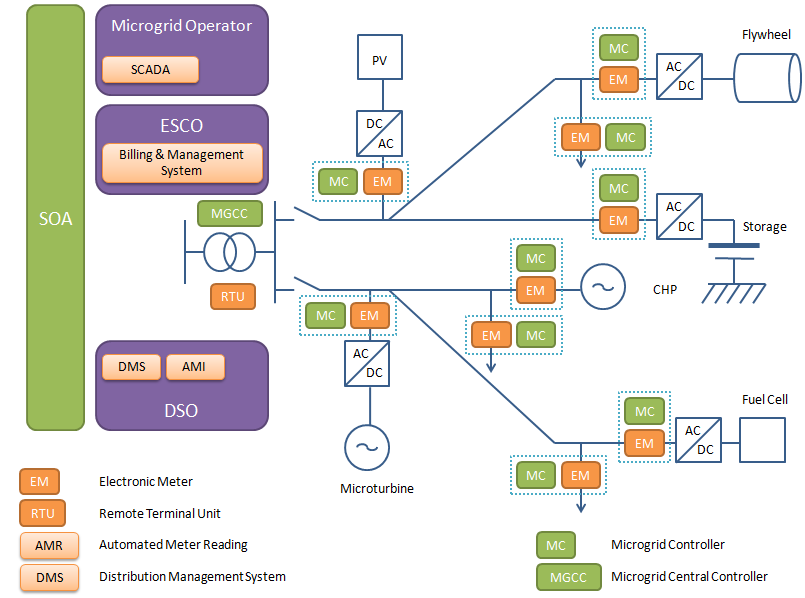 SOA
Microgrid Operator
SCADA
ESCO
Billing & Management
System
MGCC
RTU
DMS
AMI
DSO
PV
DC
AC
MC
EM
MC
EM
AC
DC
Flywheel
EM
MC
MC
EM
AC
DC
Storage
MC
EM
CHP
EM
MC
MC
EM
AC
DC
Microturbine
MC
EM
AC
DC
Fuel Cell
MC
EM
EM
Electronic Meter
RTU
Remote Terminal Unit
AMR
Automated Meter Reading
DMS
Distribution Management System
MC
Microgrid Controller
MGCC
Microgrid Central Controller